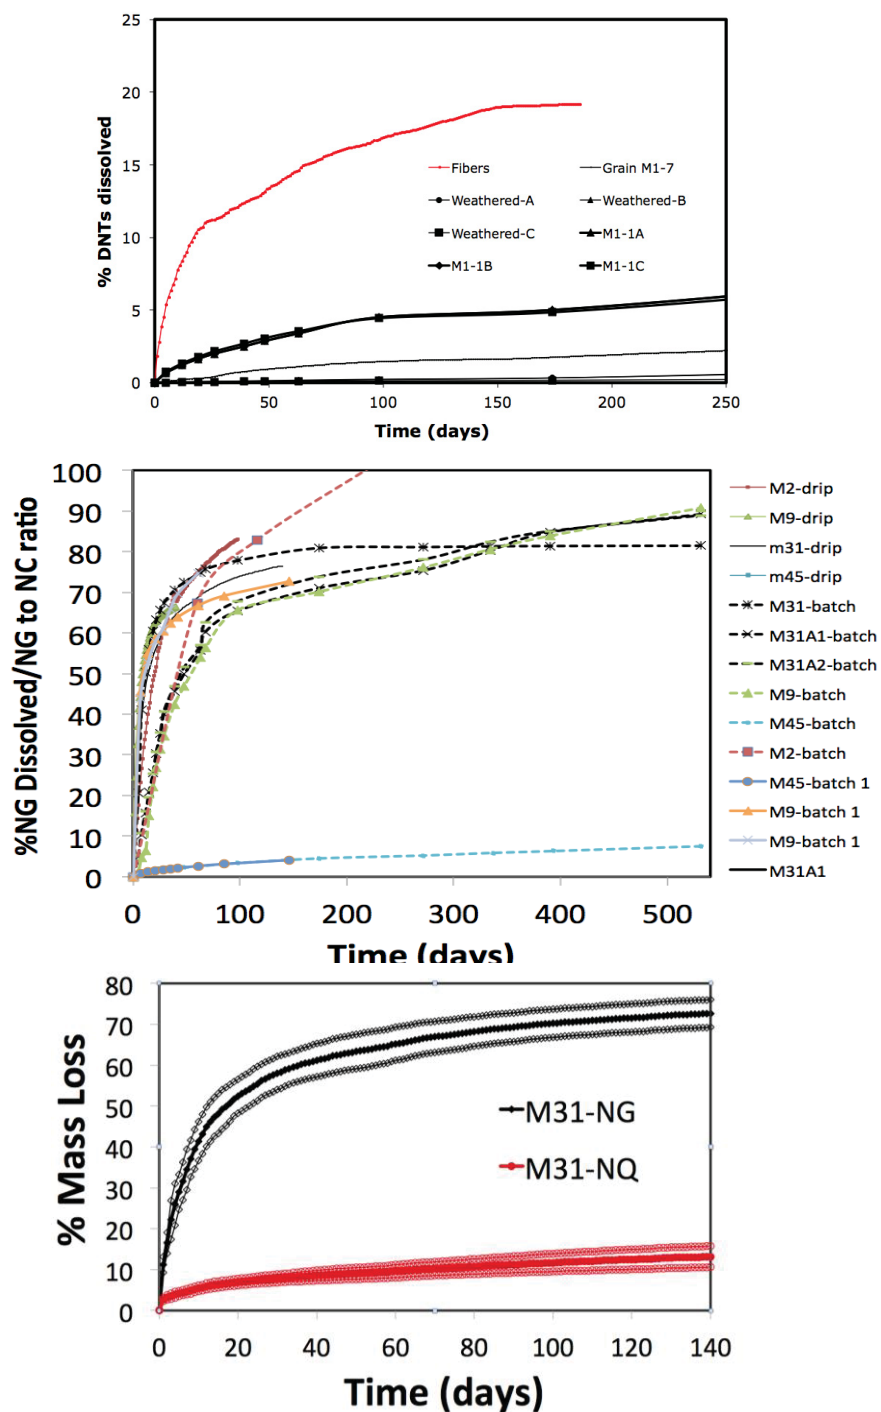 25
20
15
10
5
0
% DNTs dissolved
Fibers
Grain M1-7
Weathered-A
Weathered-B
Weathered-C
M1-1A
M1-1B
M1-1C
0 50 100 150 200 250
Time (days)
100
90
80
70
60
50
40
30
20
10
0
%NG Dissolved/NG to NC ratio
M2-drip
M9-drip
m31-drip
m45-drip
M31-batch
M31A1-batch
M31A2-batch
M9-batch
M45-batch
M2-batch
M45-batch 1
M9-batch 1
M9-batch 1
M31A1
0 100 200 300 400 500
Time (days)
80
70
60
50
40
30
20
10
0
% Mass Loss
M31-NG
M31-NQ
0 20 40 60 80 100 120 140
Time (days)